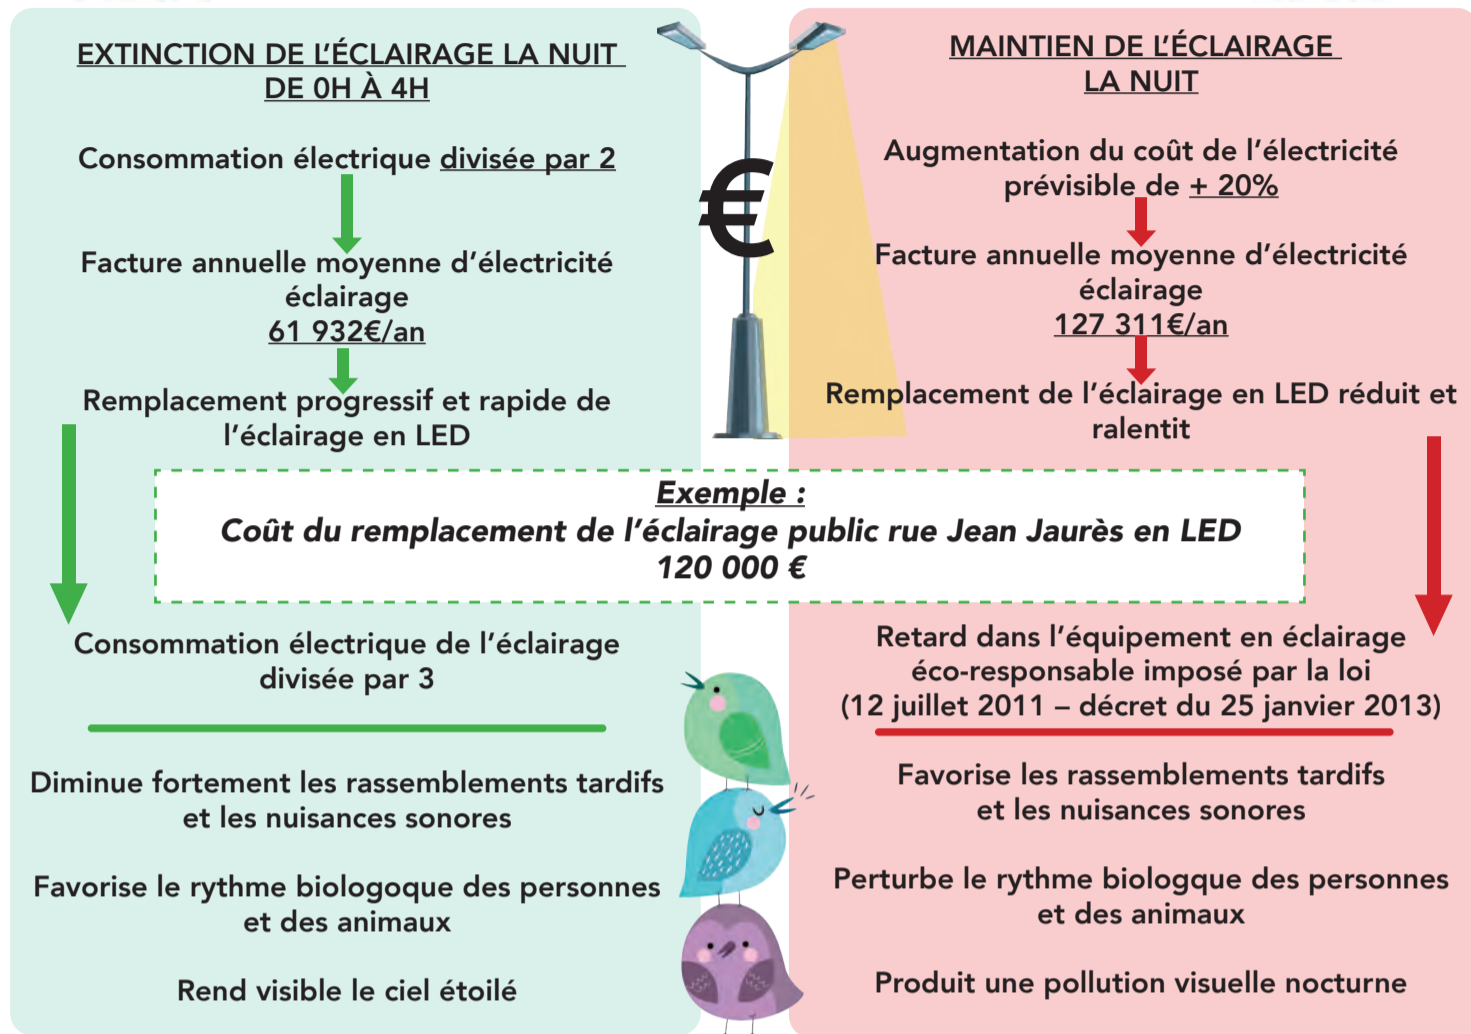 EXTINCTION DE L'ÉCLAIRAGE LA NUIT
DE 0H À 4H
Consommation électrique divisée par 2
Facture annuelle moyenne d'électricité
éclairage
61 932€/an
Remplacement progressif et rapide de
l'éclairage en LED
€
MAINTIEN DE L'ÉCLAIRAGE
LA NUIT
Augmentation du coût de l'électricité
prévisible de + 20%
Facture annuelle moyenne d'électricité
éclairage
127 311€/an
Remplacement de l'éclairage en LED réduit et
ralentit
Exemple :
Coût du remplacement de l'éclairage public rue Jean Jaurès en LED
120 000 €
Consommation électrique de l'éclairage
divisée par 3
Diminue fortement les rassemblements tardifs
et les nuisances sonores
Favorise le rythme biologoque des personnes
et des animaux
Rend visible le ciel étoilé
Retard dans l'équipement en éclairage
éco-responsable imposé par la loi
(12 juillet 2011 – décret du 25 janvier 2013)
Favorise les rassemblements tardifs
et les nuisances sonores
Perturbe le rythme biologque des personnes
et des animaux
Produit une pollution visuelle nocturne